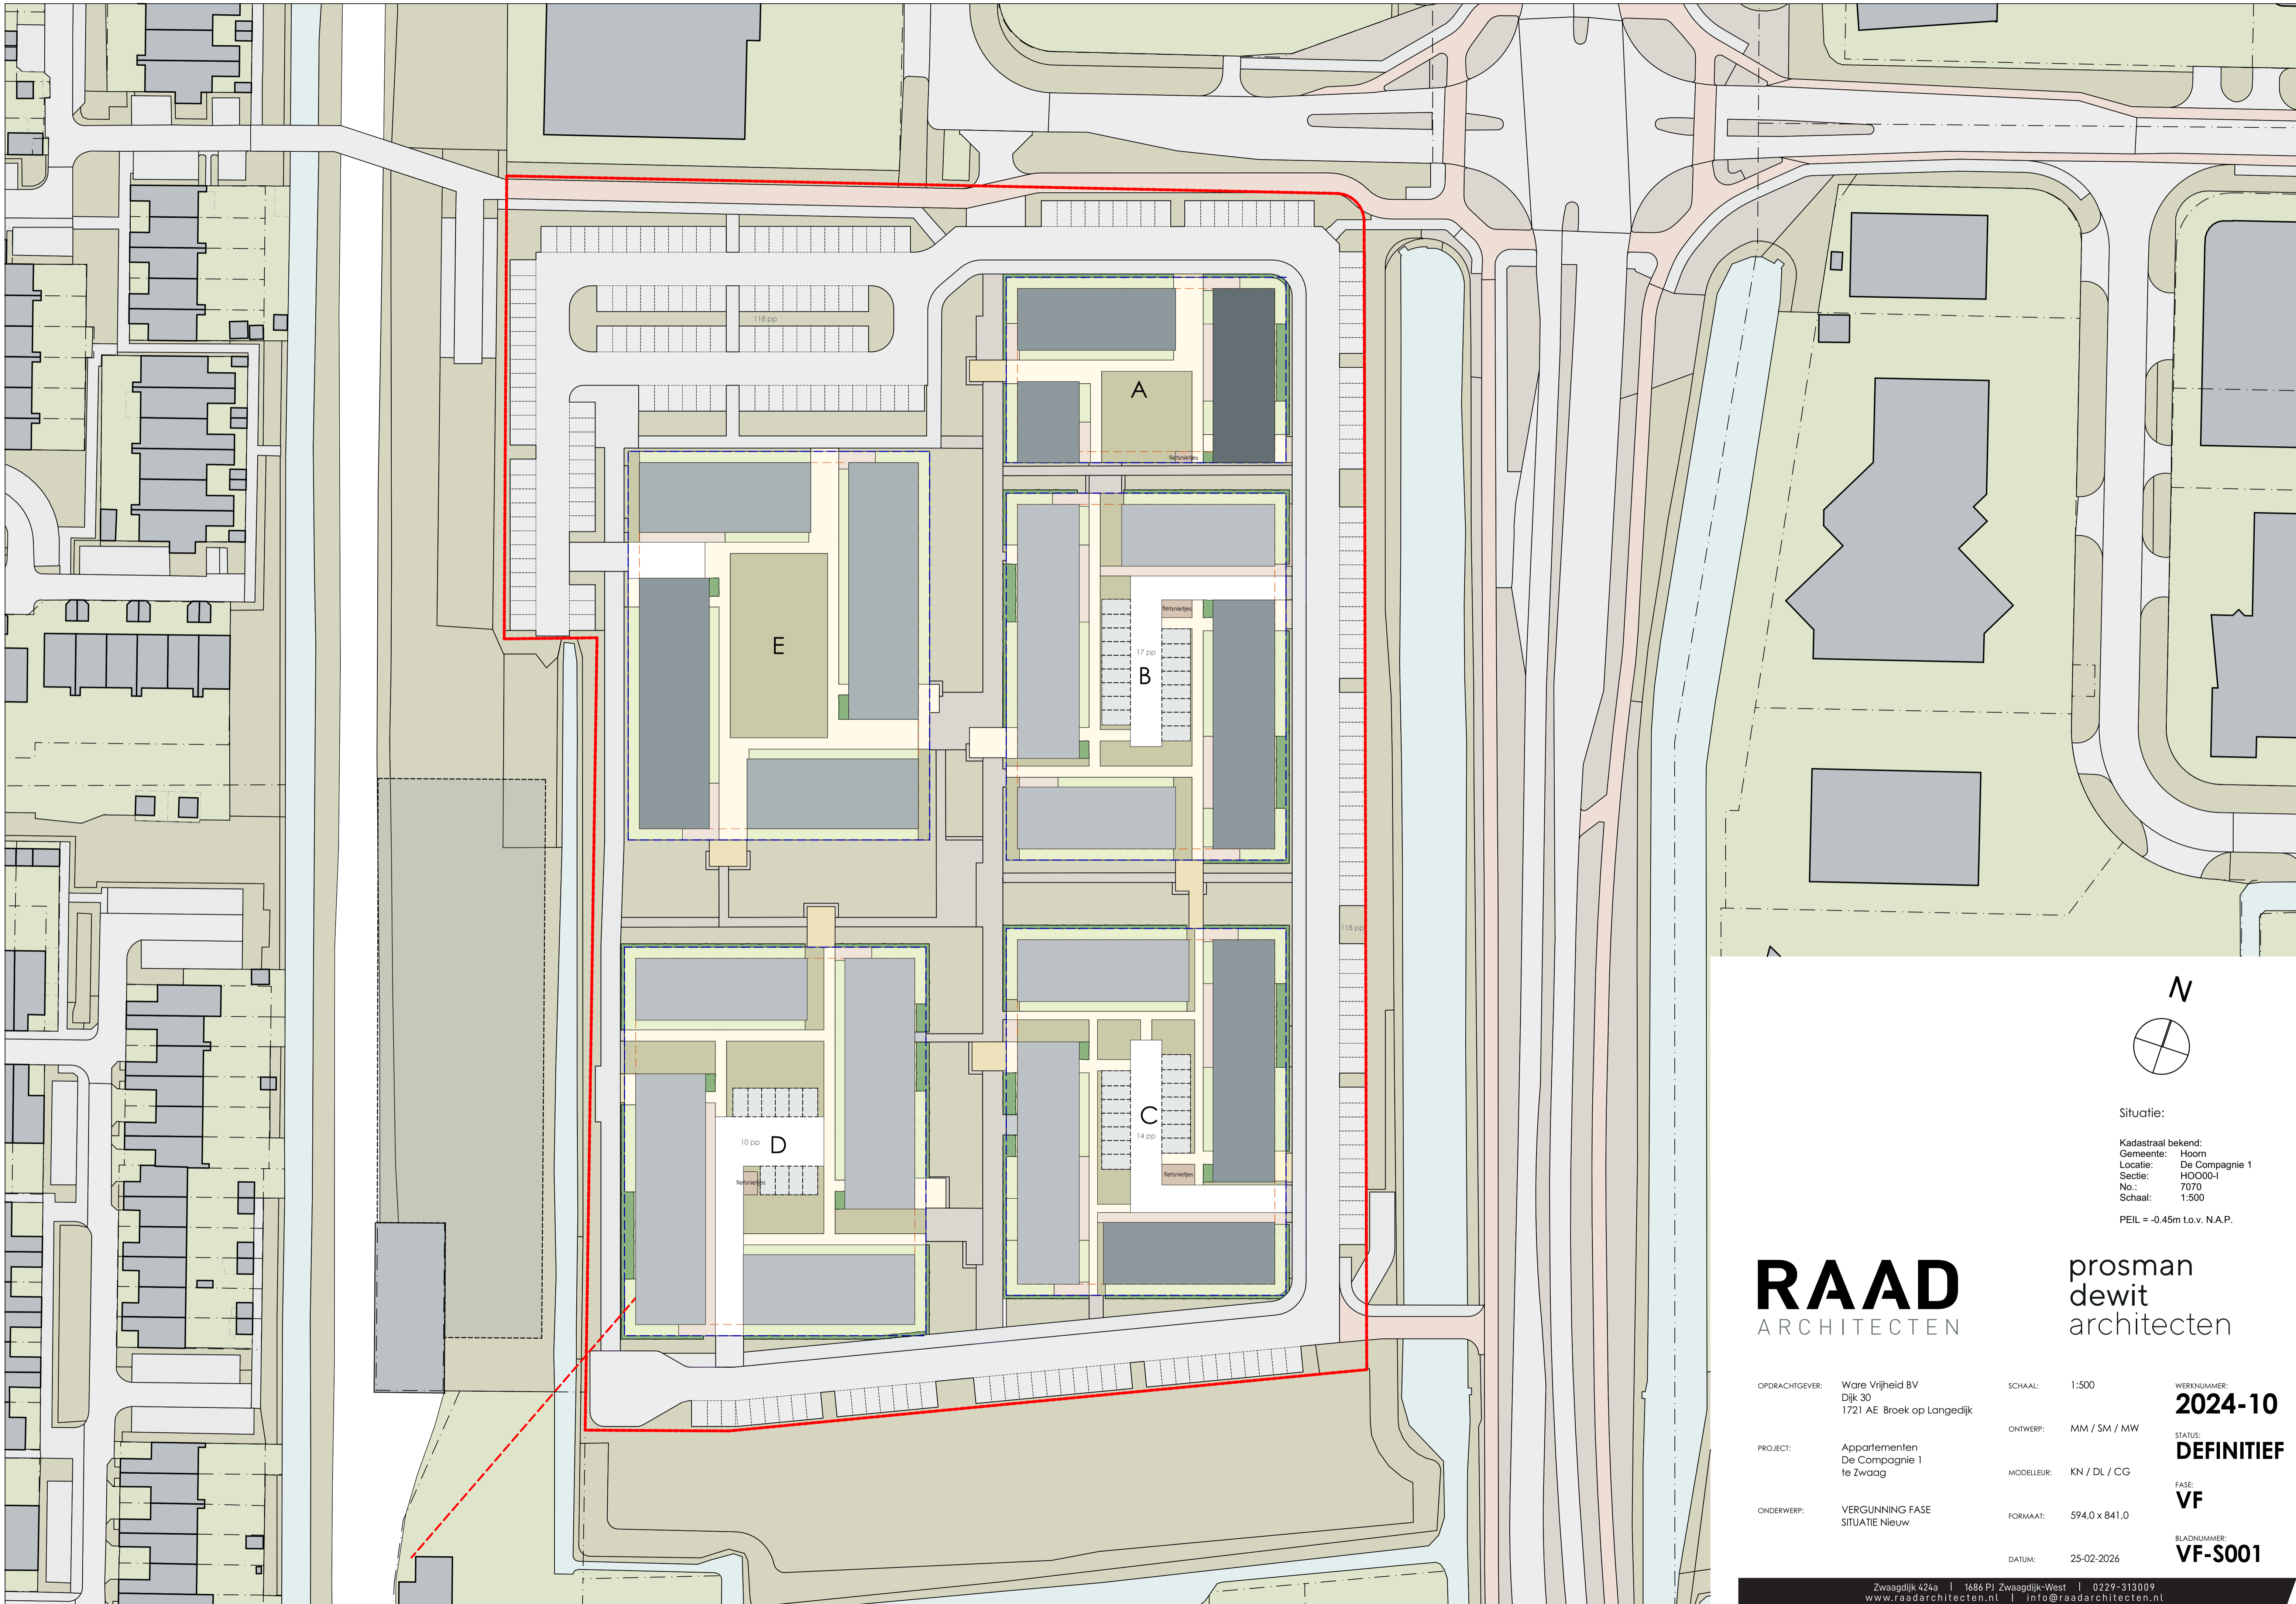 118 pp
A
fietsnietjes
E
fietsnietjes
17 pp
B
118 pp
10 pp
D
fietsnietjes
C
14 pp
fietsnietjes
N
Situatie:
Kadastraal bekend:
Gemeente: Hoorn
Locatie: De Compagnie 1
Sectie: HOO00-I
No.: 7070
Schaal: 1:500
PEIL = -0.45m t.o.v. N.A.P.
RAAD
ARCHITECTEN
prosman
dewit
architecten
OPDRACHTGEVER: Ware Vrijheid BV
Dijk 30
1721 AE Broek op Langedijk
PROJECT: Appartementen
De Compagnie 1
te Zwaag
ONDERWERP: VERGUNNING FASE
SITUATIE Nieuw
SCHAAL: 1:500
ONTWERP: MM / SM / MW
MODELLEUR: KN / DL / CG
FORMAAT: 594,0 x 841,0
DATUM: 25-02-2026
WERKNUMMER:
2024-10
STATUS:
DEFINITIEF
FASE:
VF
BLADNUMMER:
VF-S001
Zwaagdijk 424a | 1686 PJ Zwaagdijk-West | 0229-313009
www.raadarchitecten.nl | info@raadarchitecten.nl